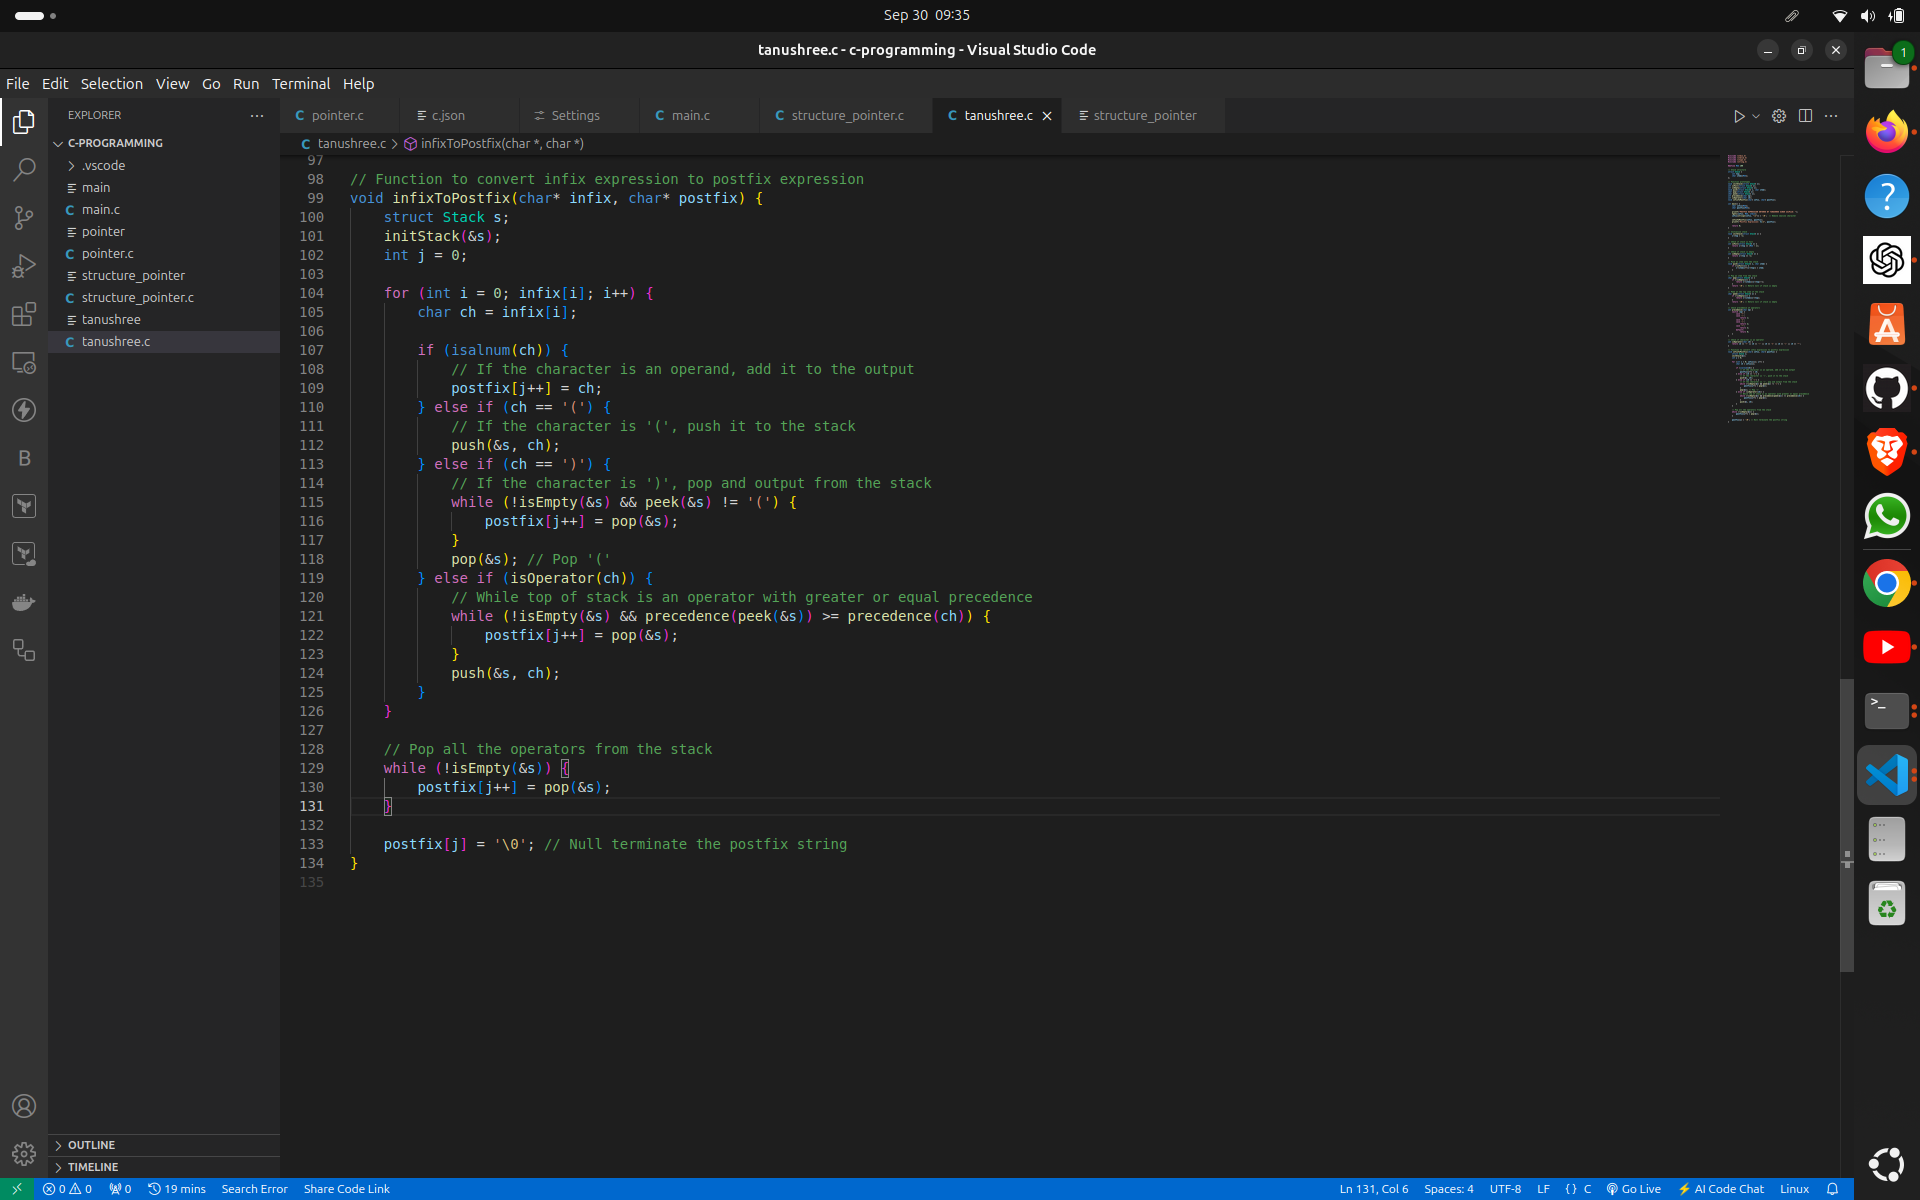 Sep 30 09:35
tanushree.c - c-programming - Visual Studio Code
1
File Edit Selection View Go Run Terminal Help
EXPLORER
C-PROGRAMMING
.vscode
main
C main.c
pointer
C pointer.c
structure_pointer
C structure_pointer.c
tanushree
C tanushree.c
B
OUTLINE
TIMELINE
C pointer.c
c.json
Settings
C main.c
C structure_pointer.c
C tanushree.c
structure_pointer
C tanushree.c > infixToPostfix(char *, char *)
97
98 // Function to convert infix expression to postfix expression
99 void infixToPostfix(char* infix, char* postfix) {
100 struct Stack s;
101 initStack(&s);
102 int j = 0;
103
104 for (int i = 0; infix[i]; i++) {
105 char ch = infix[i];
106
107 if (isalnum(ch)) {
108 // If the character is an operand, add it to the output
109 postfix[j++] = ch;
110 } else if (ch == '(') {
111 // If the character is '(', push it to the stack
112 push(&s, ch);
113 } else if (ch == ')') {
114 // If the character is ')', pop and output from the stack
115 while (!isEmpty(&s) && peek(&s) != '(') {
116 postfix[j++] = pop(&s);
117 }
118 pop(&s); // Pop '('
119 } else if (isOperator(ch)) {
120 // While top of stack is an operator with greater or equal precedence
121 while (!isEmpty(&s) && precedence(peek(&s)) >= precedence(ch)) {
122 postfix[j++] = pop(&s);
123 }
124 push(&s, ch);
125 }
126 }
127
128 // Pop all the operators from the stack
129 while (!isEmpty(&s)) {
130 postfix[j++] = pop(&s);
131 }
132
133 postfix[j] = '\0'; // Null terminate the postfix string
134 }
135
0 0 0 19 mins Search Error Share Code Link Ln 131, Col 6 Spaces: 4 UTF-8 LF {} C Go Live AI Code Chat Linux